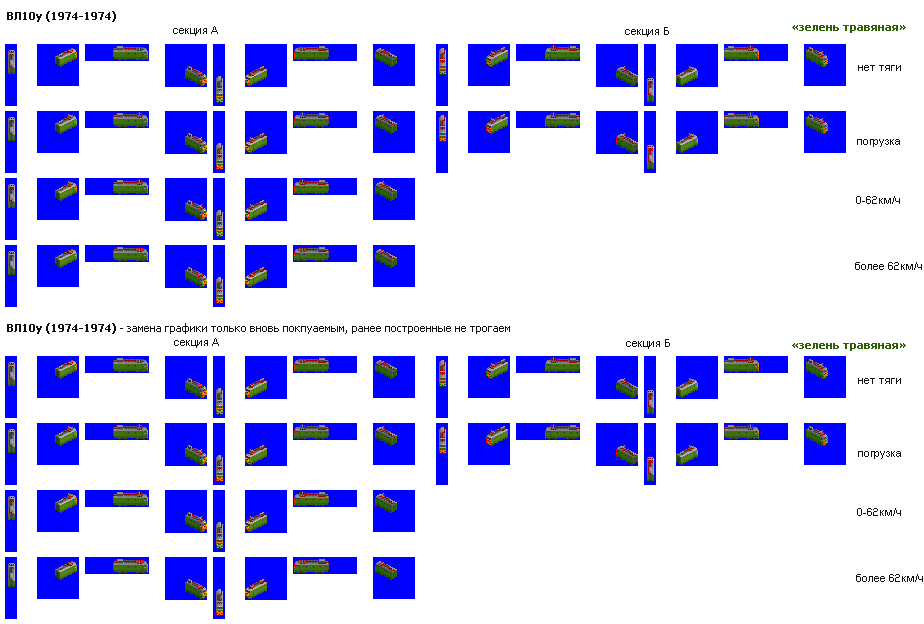 ВЛ10у (1974-1974)
секция А
секция Б
«зелень травяная»
нет тяги
погрузка
0-62км/ч
более 62км/ч
ВЛ10у (1974-1974) - замена графики только вновь покпуаемым, ранее построенные не трогаем
секция А
секция Б
«зелень травяная»
нет тяги
погрузка
0-62км/ч
более 62км/ч